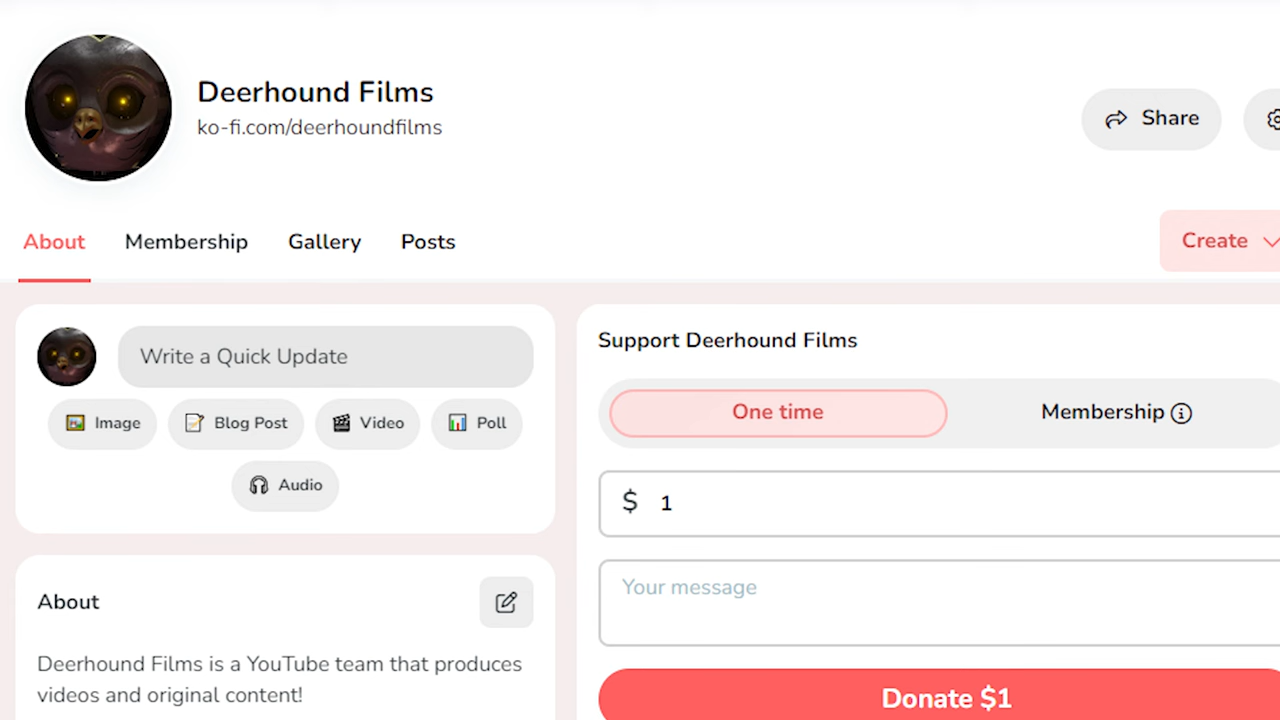 Deerhound Films
ko-fi.com/deerhoundfilms
Share
About Membership Gallery Posts
Create
Write a Quick Update
Image Blog Post Video Poll
Audio
About
Deerhound Films is a YouTube team that produces
videos and original content!
Support Deerhound Films
One time Membership
$ 1
Your message
Donate $1